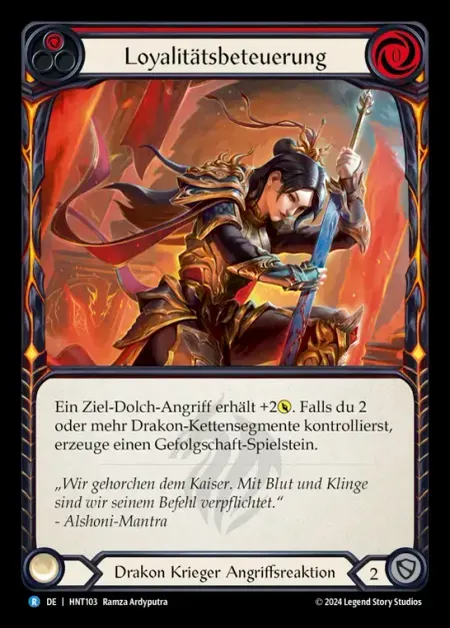 Loyalitätsbeteuerung
0
Ein Ziel-Dolch-Angriff erhält +2. Falls du 2
oder mehr Drakon-Kettensegmente kontrollierst,
erzeuge einen Gefolgschaft-Spielstein.
„Wir gehorchen dem Kaiser. Mit Blut und Klinge
sind wir seinem Befehl verpflichtet.“
- Alshoni-Mantra
Drakon Krieger Angriffsreaktion 2
R DE | HNT103 Ramza Ardyputra © 2024 Legend Story Studios